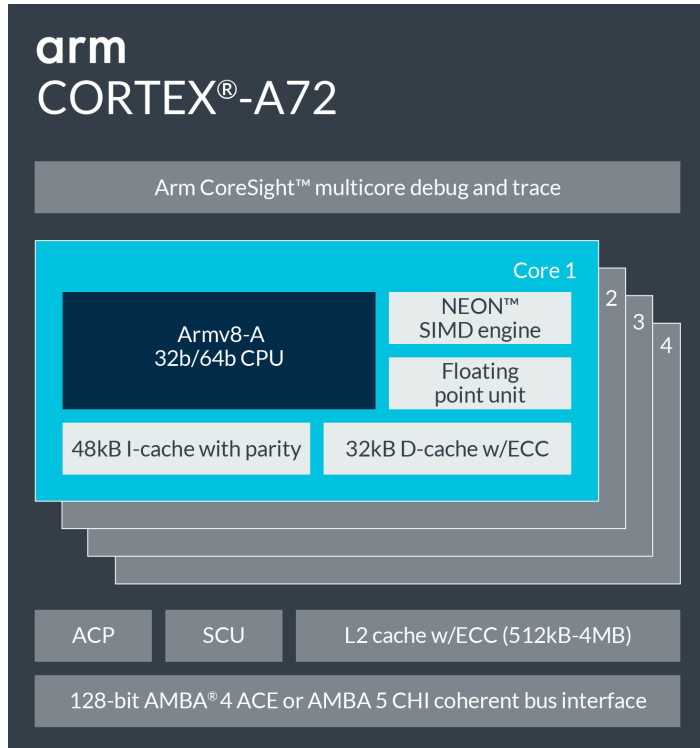 arm
CORTEX®-A72
Arm CoreSight™ multicore debug and trace
Core 1
2
3
4
Armv8-A
32b/64b CPU
NEON™
SIMD engine
Floating
point unit
48kB I-cache with parity
32kB D-cache w/ECC
ACP
SCU
L2 cache w/ECC (512kB-4MB)
128-bit AMBA® 4 ACE or AMBA 5 CHI coherent bus interface